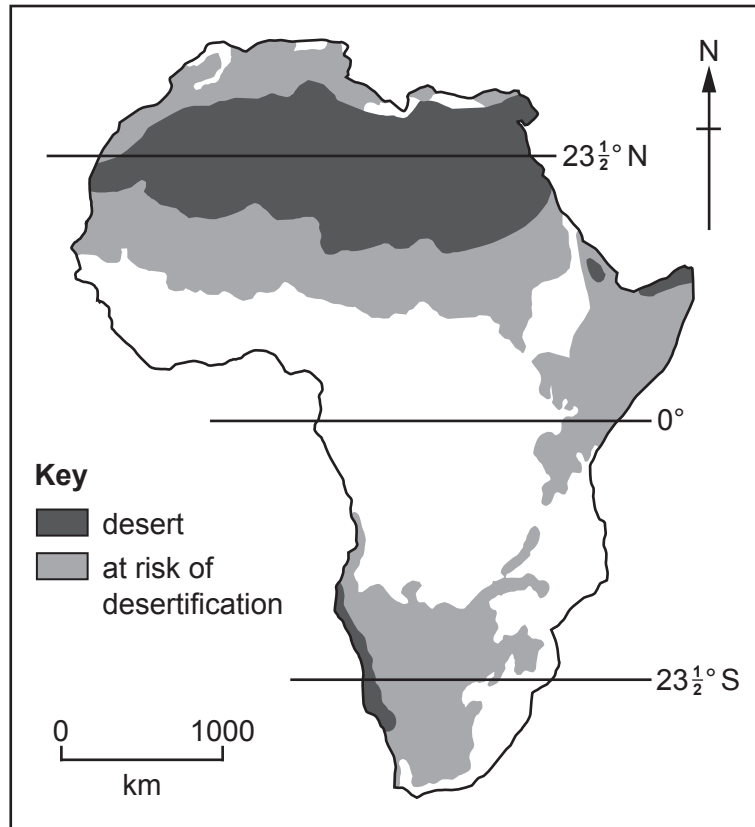 N
23½° N
0°
Key
desert
at risk of
desertification
23½° S
0 1000
km